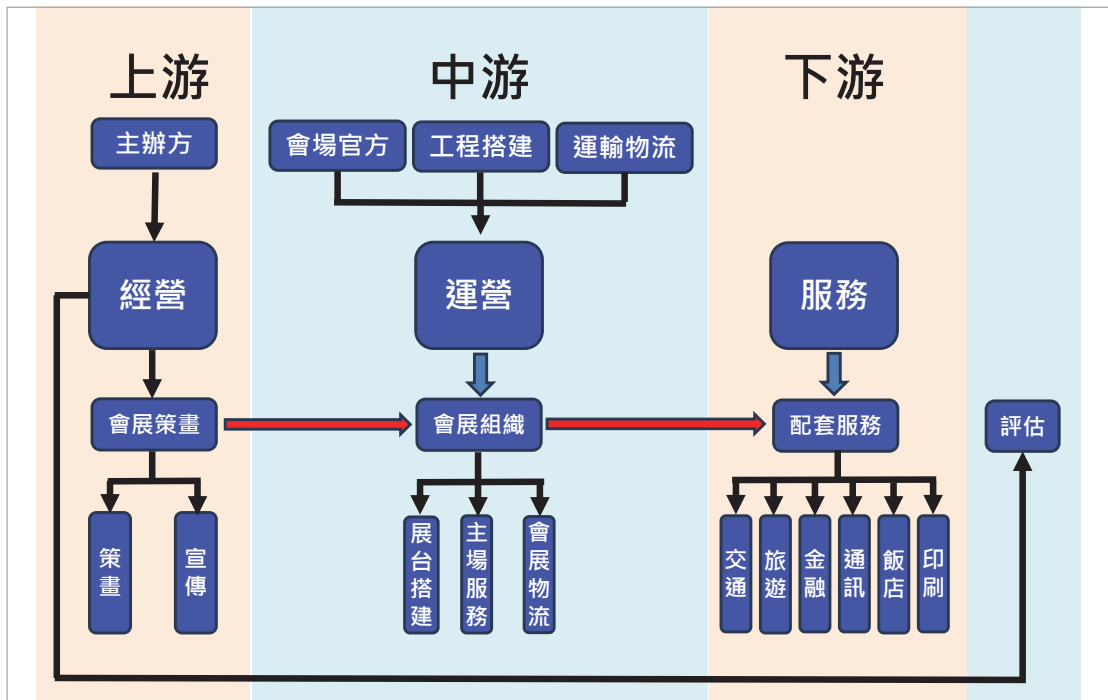 上游
中游
下游
主辦方
會場官方
工程搭建
運輸物流
經營
運營
服務
會展策畫
會展組織
配套服務
評估
策畫
宣傳
展台搭建
主場服務
會展物流
交通
旅遊
金融
通訊
飯店
印刷